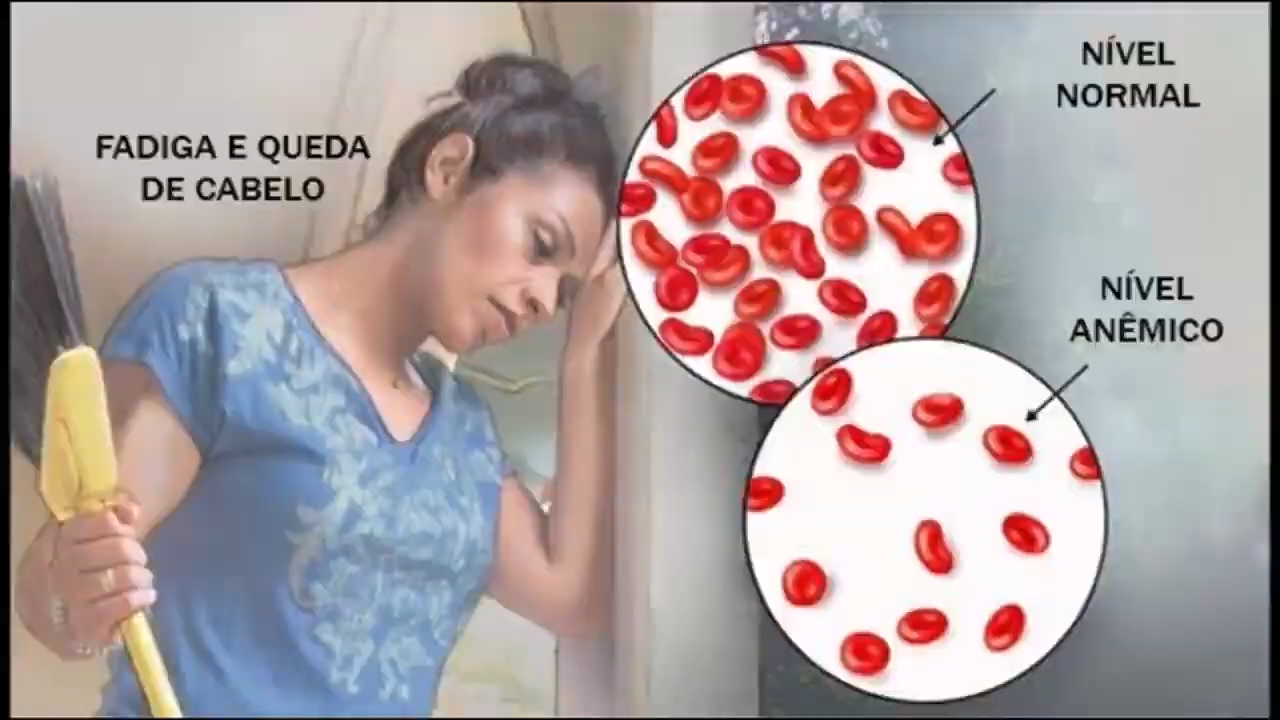 FADIGA E QUEDA
DE CABELO
NÍVEL
NORMAL
NÍVEL
ANÊMICO